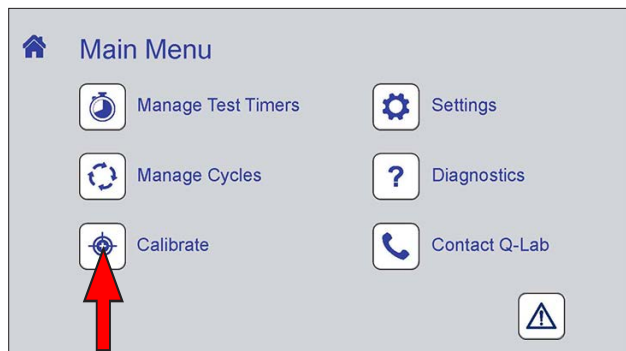 Main Menu
Manage Test Timers
Settings
Manage Cycles
? Diagnostics
Calibrate
Contact Q-Lab